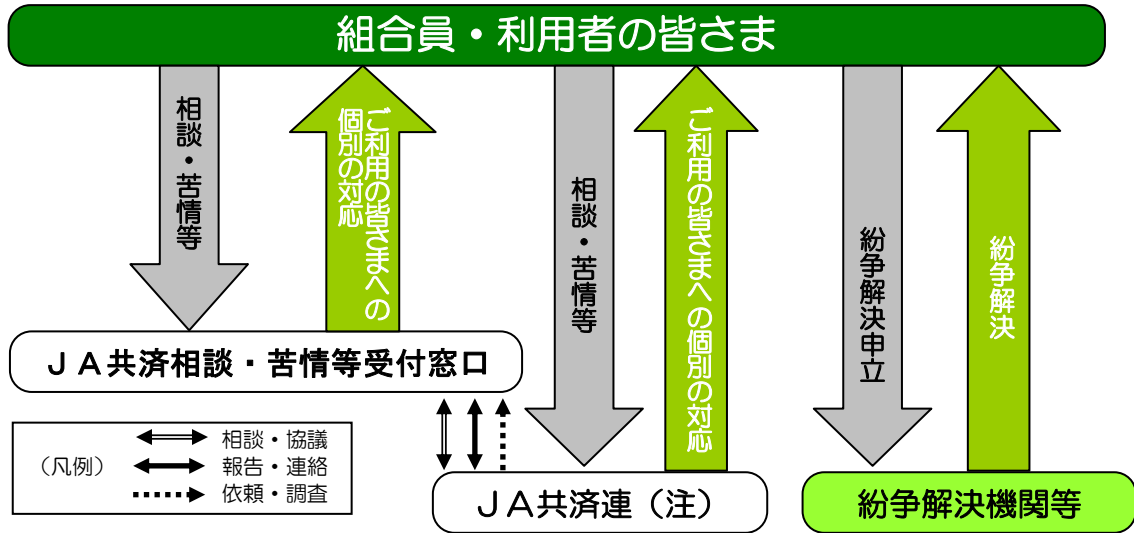 組合員・利用者の皆さま
相談・苦情等
ご利用の皆さまへの
個別の対応
相談・苦情等
ご利用の皆さまへの個別の対応
紛争解決申立
紛争解決
ＪＡ共済相談・苦情等受付窓口
（凡例）
相談・協議
報告・連絡
依頼・調査
ＪＡ共済連（注）
紛争解決機関等